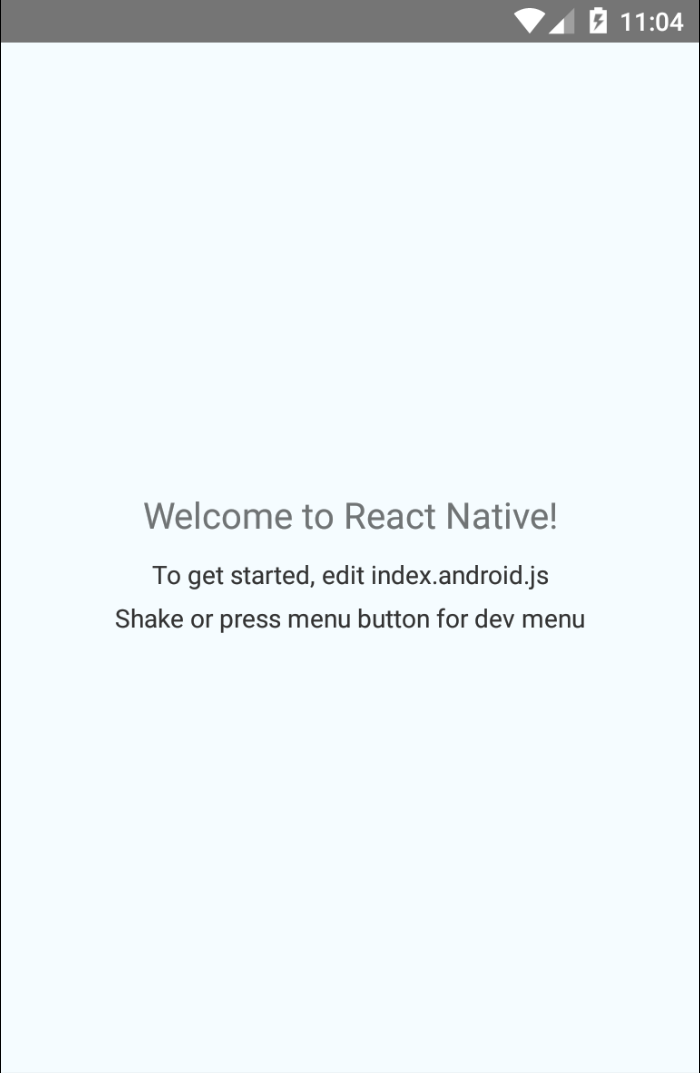 11:04
Welcome to React Native!
To get started, edit index.android.js
Shake or press menu button for dev menu